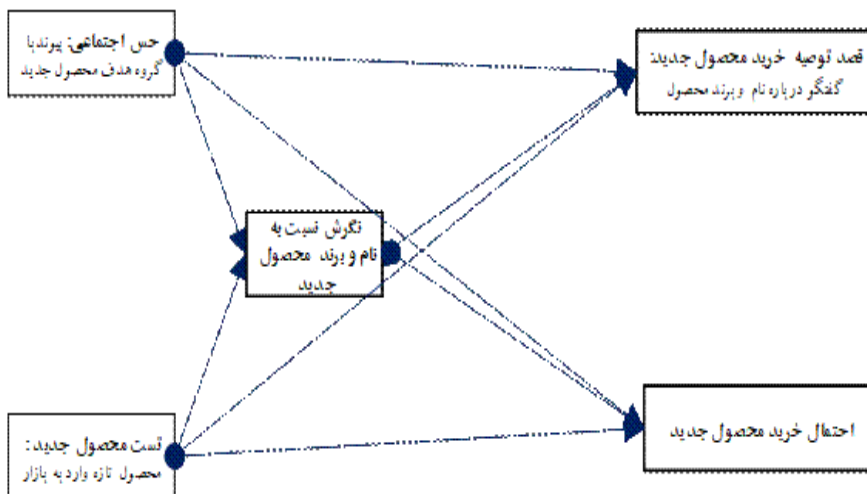 حس اجتماعی: پیوند با
گروه هدف محصول جدید
قصد توصیه خرید محصول جدید:
گفتگو درباره نام و برند محصول
نگرش نسبت به
نام و برند محصول
جدید
تست محصول جدید :
محصول تازه وارد به بازار
احتمال خرید محصول جدید